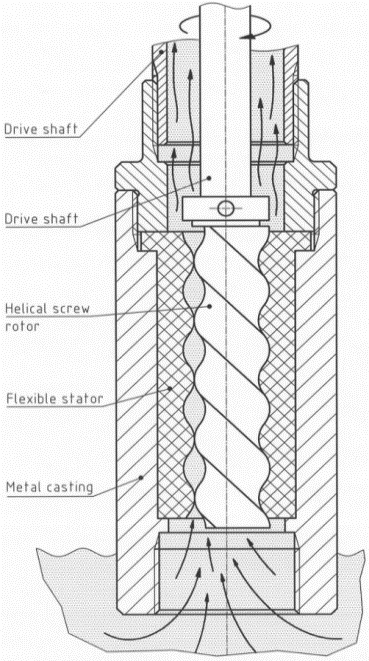 Drive shaft
Drive shaft
Helical screw
rotor
Flexible stator
Metal casting